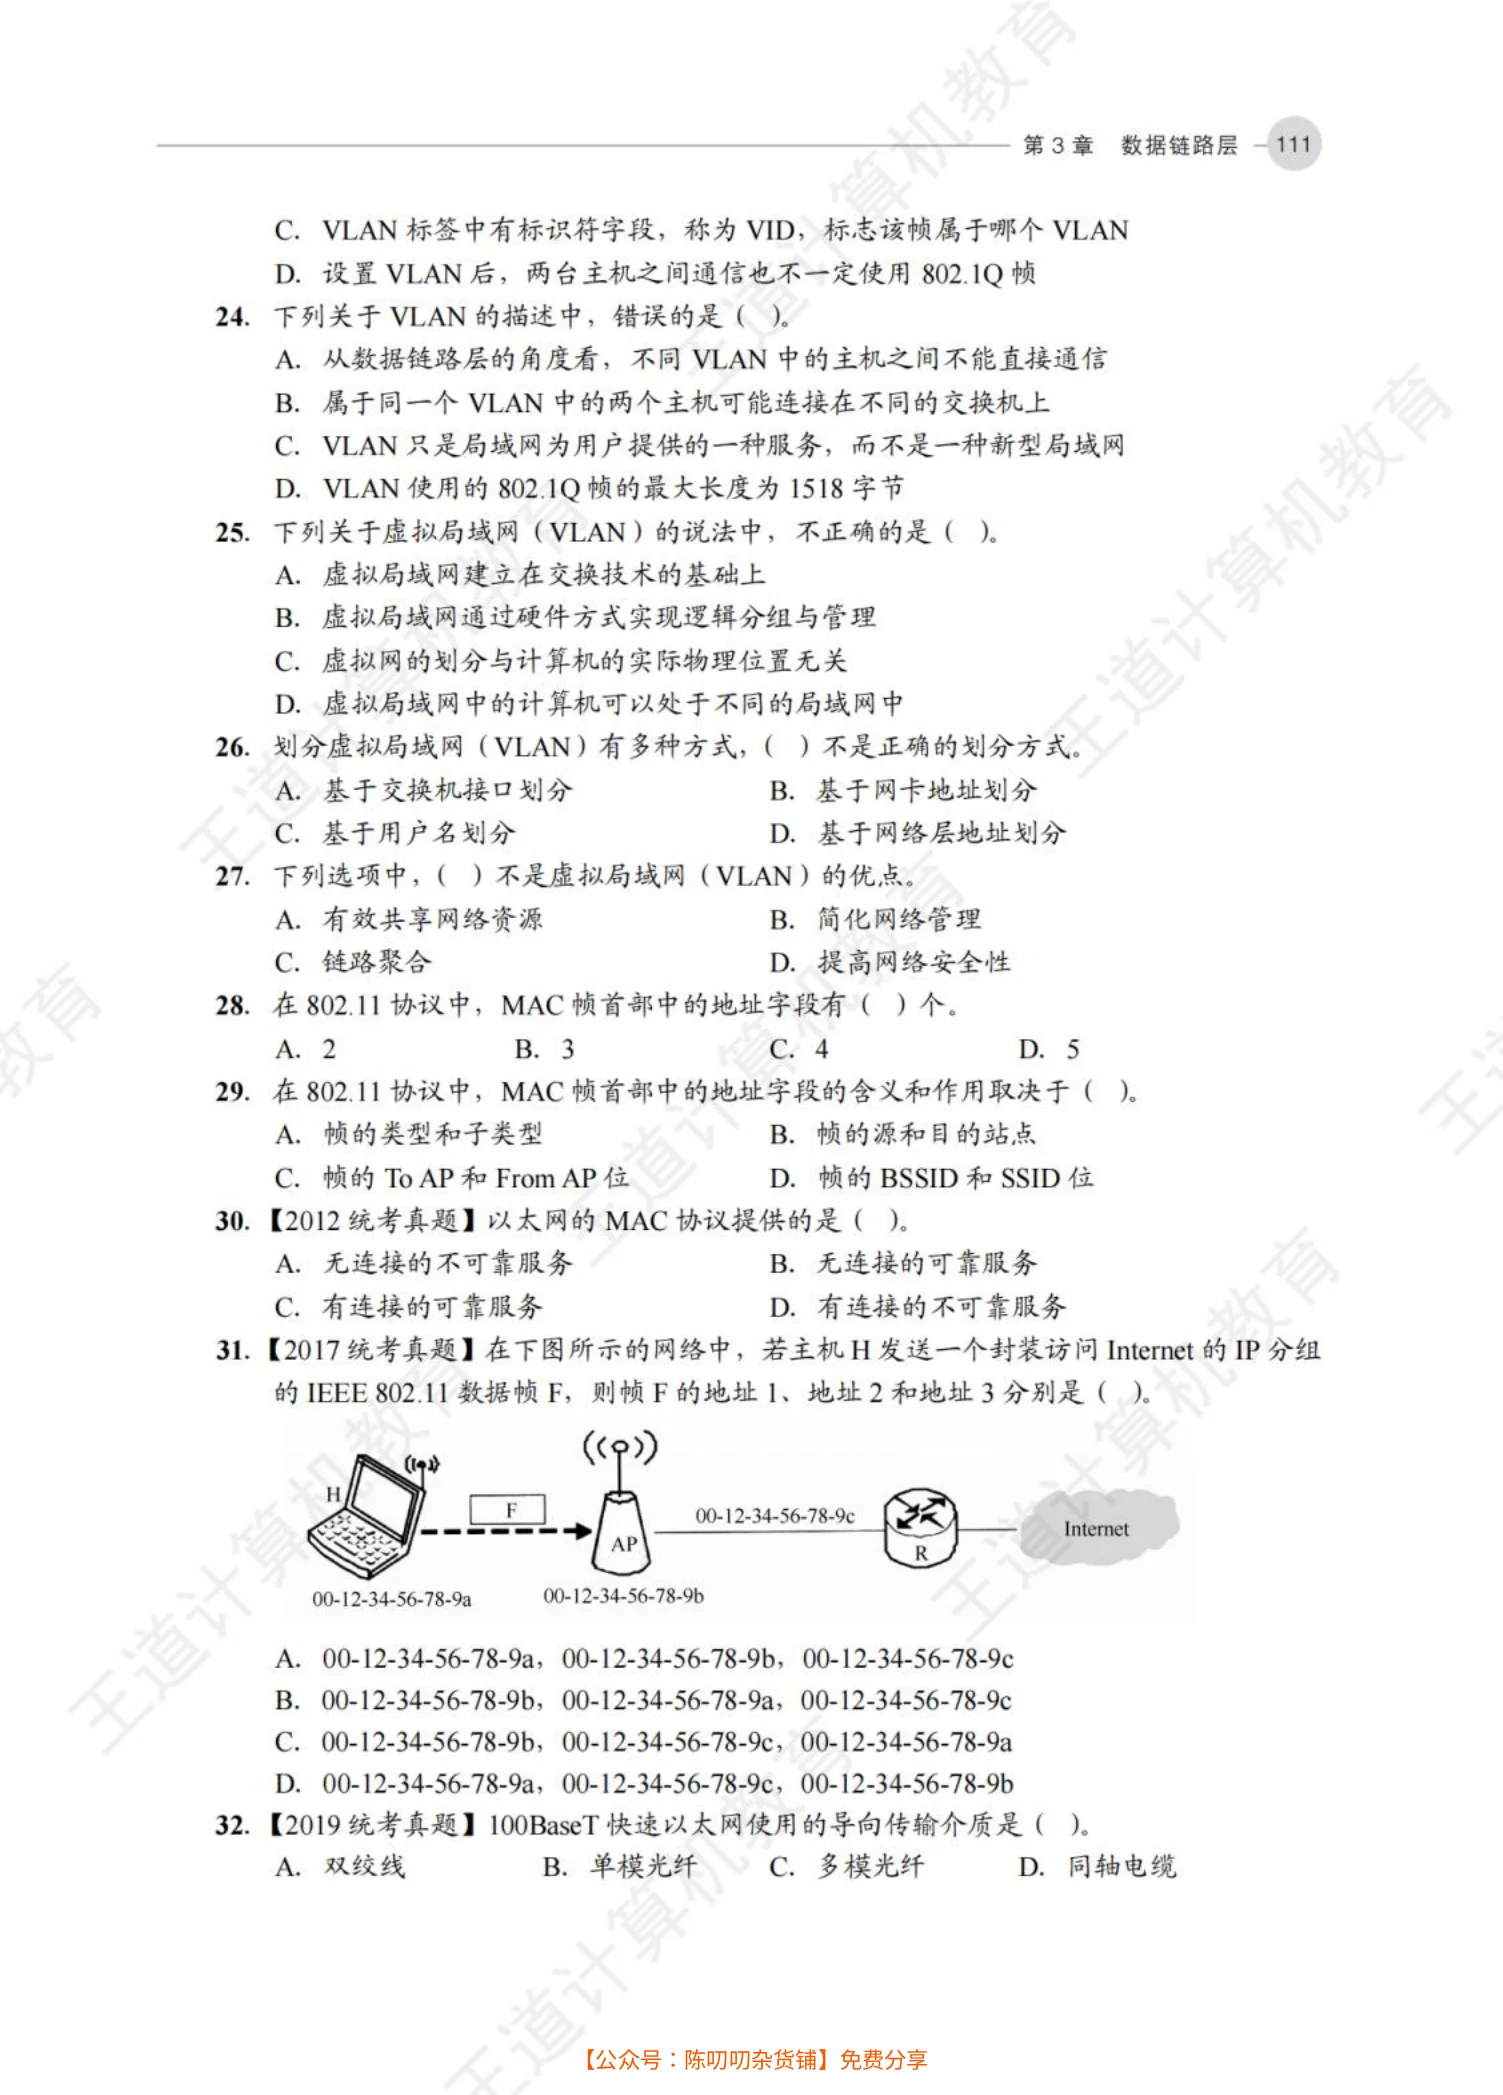 第 3 章 数据链路层 111
C. VLAN 标签中有标识符字段，称为 VID，标志该帧属于哪个 VLAN
D. 设置 VLAN 后，两台主机之间通信也不一定使用 802.1Q 帧
24. 下列关于 VLAN 的描述中，错误的是（ ）。
A. 从数据链路层的角度看，不同 VLAN 中的主机之间不能直接通信
B. 属于同一个 VLAN 中的两个主机可能连接在不同的交换机上
C. VLAN 只是局域网为用户提供的一种服务，而不是一种新型局域网
D. VLAN 使用的 802.1Q 帧的最大长度为 1518 字节
25. 下列关于虚拟局域网（VLAN）的说法中，不正确的是（ ）。
A. 虚拟局域网建立在交换技术的基础上
B. 虚拟局域网通过硬件方式实现逻辑分组与管理
C. 虚拟网的划分与计算机的实际物理位置无关
D. 虚拟局域网中的计算机可以处于不同的局域网中
26. 划分虚拟局域网（VLAN）有多种方式，（ ）不是正确的划分方式。
A. 基于交换机接口划分 B. 基于网卡地址划分
C. 基于用户名划分 D. 基于网络层地址划分
27. 下列选项中，（ ）不是虚拟局域网（VLAN）的优点。
A. 有效共享网络资源 B. 简化网络管理
C. 链路聚合 D. 提高网络安全性
28. 在 802.11 协议中，MAC 帧首部中的地址字段有（ ）个。
A. 2 B. 3 C. 4 D. 5
29. 在 802.11 协议中，MAC 帧首部中的地址字段的含义和作用取决于（ ）。
A. 帧的类型和子类型 B. 帧的源和目的站点
C. 帧的 To AP 和 From AP 位 D. 帧的 BSSID 和 SSID 位
30.【2012 统考真题】以太网的 MAC 协议提供的是（ ）。
A. 无连接的不可靠服务 B. 无连接的可靠服务
C. 有连接的可靠服务 D. 有连接的不可靠服务
31.【2017 统考真题】在下图所示的网络中，若主机 H 发送一个封装访问 Internet 的 IP 分组
的 IEEE 802.11 数据帧 F，则帧 F 的地址 1、地址 2 和地址 3 分别是（ ）。
H
F
AP
00-12-34-56-78-9c
R
Internet
00-12-34-56-78-9a
00-12-34-56-78-9b
A. 00-12-34-56-78-9a，00-12-34-56-78-9b，00-12-34-56-78-9c
B. 00-12-34-56-78-9b，00-12-34-56-78-9a，00-12-34-56-78-9c
C. 00-12-34-56-78-9b，00-12-34-56-78-9c，00-12-34-56-78-9a
D. 00-12-34-56-78-9a，00-12-34-56-78-9c，00-12-34-56-78-9b
32.【2019 统考真题】100BaseT 快速以太网使用的导向传输介质是（ ）。
A. 双绞线 B. 单模光纤 C. 多模光纤 D. 同轴电缆
王道计算机教育
【公众号：陈叨叨杂货铺】免费分享